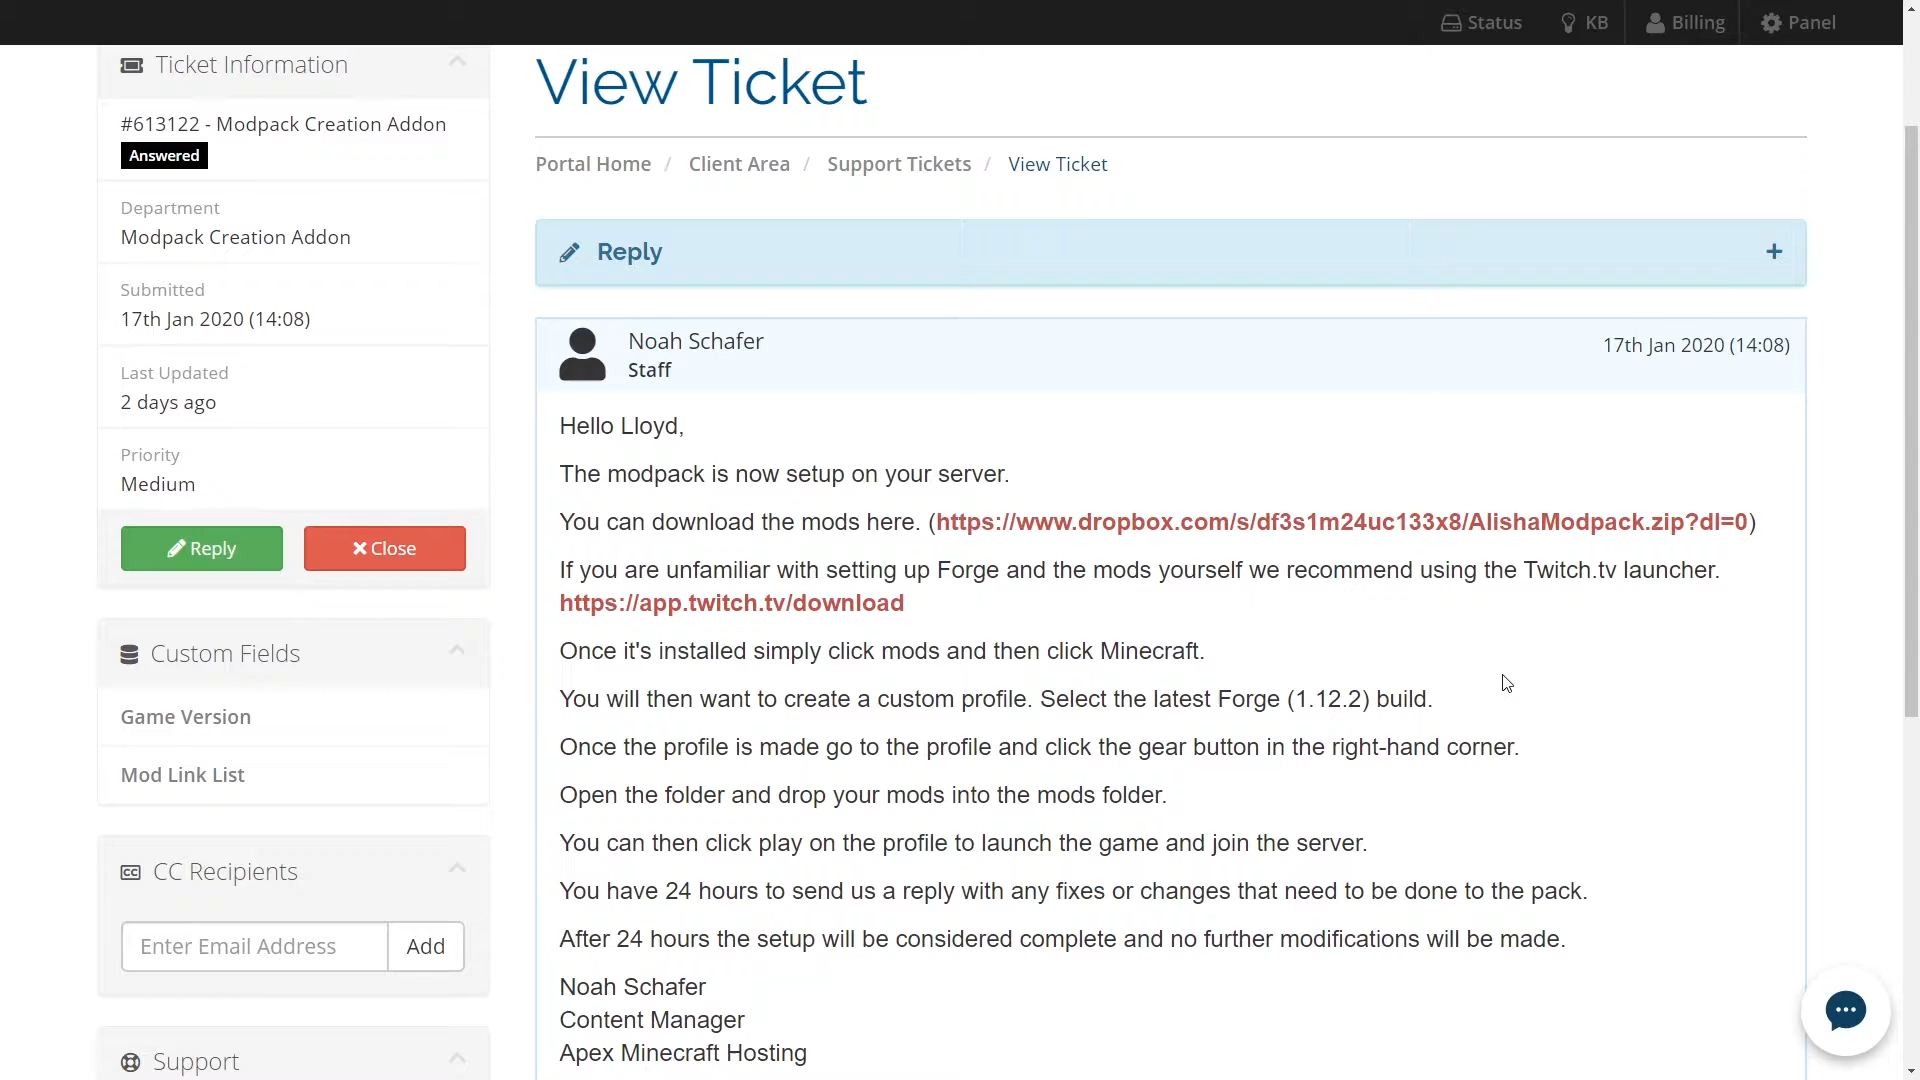 Status
KB
Billing
Panel
Ticket Information
#613122 - Modpack Creation Addon
Answered
Department
Modpack Creation Addon
Submitted
17th Jan 2020 (14:08)
Last Updated
2 days ago
Priority
Medium
Reply
Close
Custom Fields
Game Version
Mod Link List
CC Recipients
Enter Email Address
Add
Support
View Ticket
Portal Home / Client Area / Support Tickets / View Ticket
Reply
Noah Schafer
Staff
17th Jan 2020 (14:08)
Hello Lloyd,
The modpack is now setup on your server.
You can download the mods here. (https://www.dropbox.com/s/df3s1m24uc133x8/AlishaModpack.zip?dl=0)
If you are unfamiliar with setting up Forge and the mods yourself we recommend using the Twitch.tv launcher.
https://app.twitch.tv/download
Once it's installed simply click mods and then click Minecraft.
You will then want to create a custom profile. Select the latest Forge (1.12.2) build.
Once the profile is made go to the profile and click the gear button in the right-hand corner.
Open the folder and drop your mods into the mods folder.
You can then click play on the profile to launch the game and join the server.
You have 24 hours to send us a reply with any fixes or changes that need to be done to the pack.
After 24 hours the setup will be considered complete and no further modifications will be made.
Noah Schafer
Content Manager
Apex Minecraft Hosting